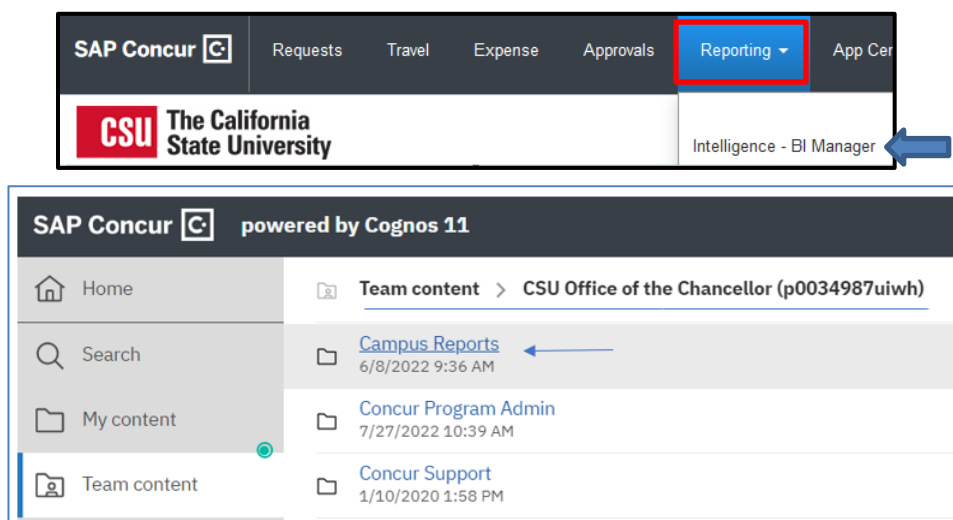 SAP Concur C Requests Travel Expense Approvals Reporting App Cen
CSU The California
State University
Intelligence - BI Manager
SAP Concur C powered by Cognos 11
Home
Team content > CSU Office of the Chancellor (p0034987uiwh)
Search
Campus Reports
6/8/2022 9:36 AM
My content
Concur Program Admin
7/27/2022 10:39 AM
Team content
Concur Support
1/10/2020 1:58 PM